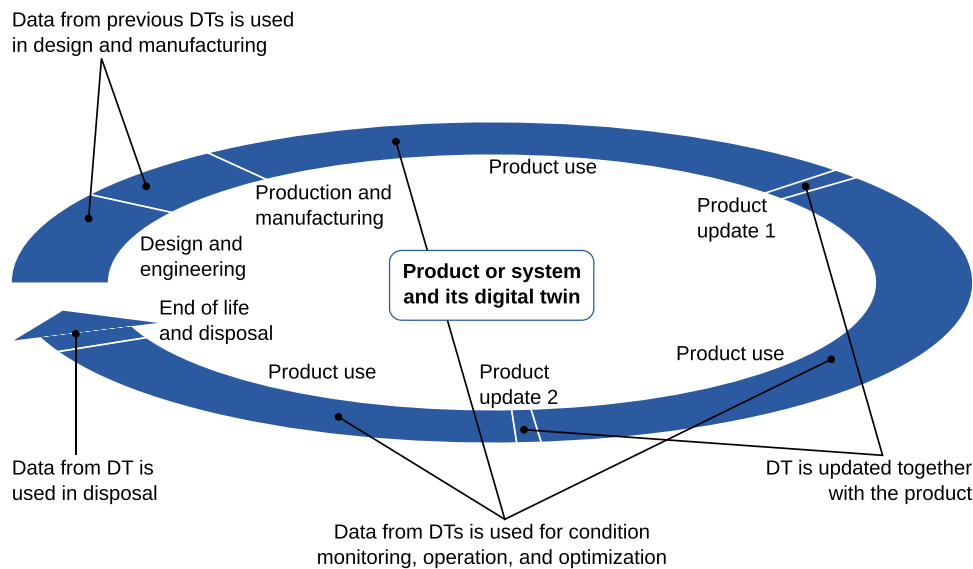 Data from previous DTs is used
in design and manufacturing
Product use
Production and
manufacturing
Product
update 1
Design and
engineering
Product or system
and its digital twin
End of life
and disposal
Product use
Product use
Product
update 2
Data from DT is
used in disposal
DT is updated together
with the product
Data from DTs is used for condition
monitoring, operation, and optimization